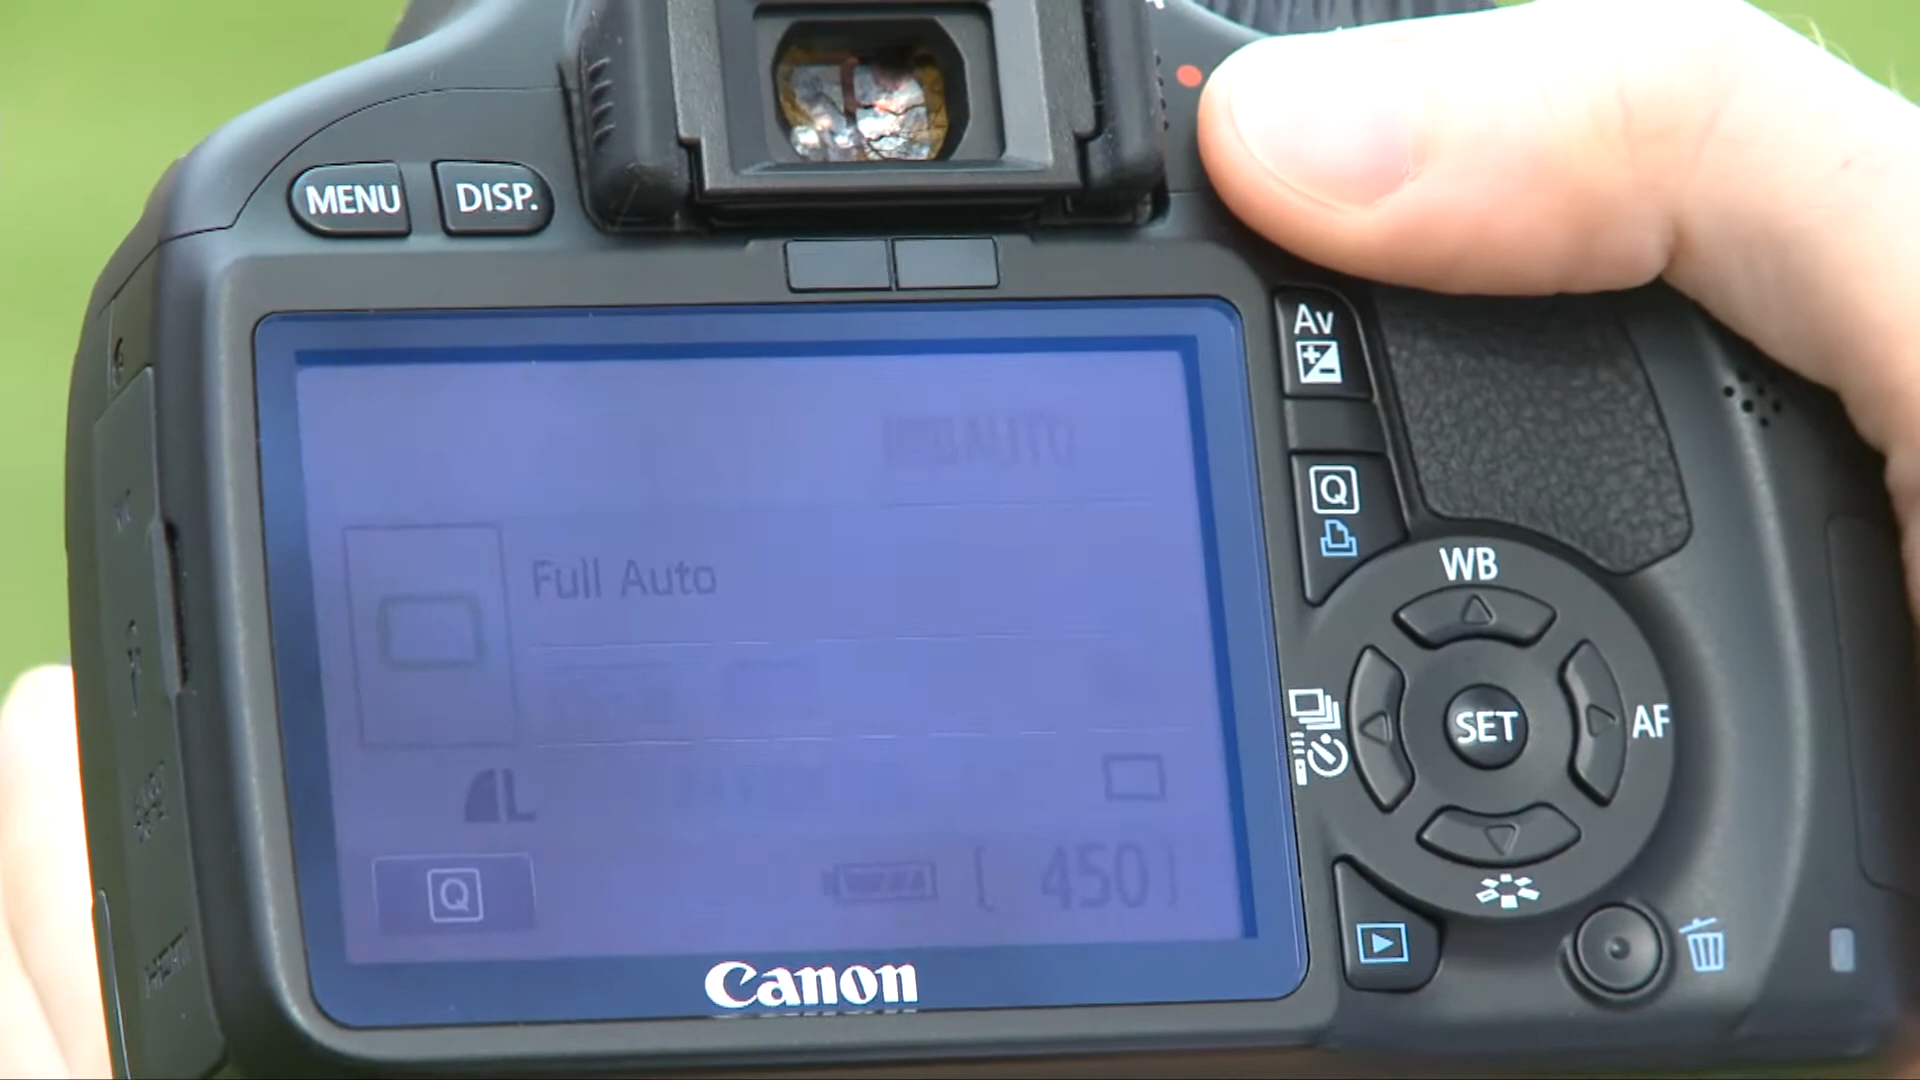 MENU DISP.
Av
Q
WB
AUTO
Full Auto
SET
AF
L
Q
[ 450]
Canon